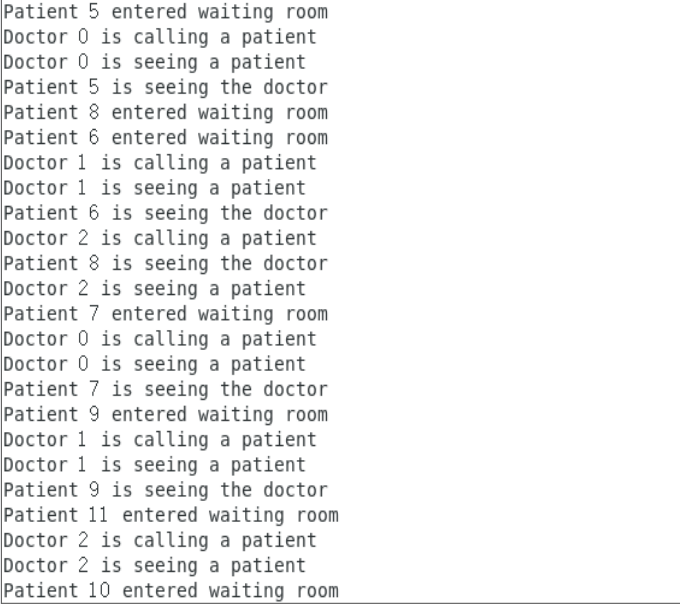 Patient 5 entered waiting room
Doctor 0 is calling a patient
Doctor 0 is seeing a patient
Patient 5 is seeing the doctor
Patient 8 entered waiting room
Patient 6 entered waiting room
Doctor 1 is calling a patient
Doctor 1 is seeing a patient
Patient 6 is seeing the doctor
Doctor 2 is calling a patient
Patient 8 is seeing the doctor
Doctor 2 is seeing a patient
Patient 7 entered waiting room
Doctor 0 is calling a patient
Doctor 0 is seeing a patient
Patient 7 is seeing the doctor
Patient 9 entered waiting room
Doctor 1 is calling a patient
Doctor 1 is seeing a patient
Patient 9 is seeing the doctor
Patient 11 entered waiting room
Doctor 2 is calling a patient
Doctor 2 is seeing a patient
Patient 10 entered waiting room